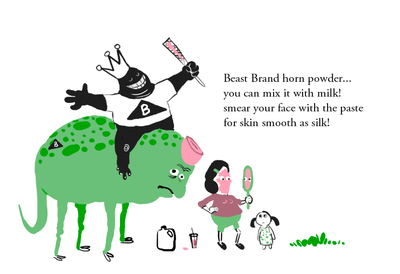 Beast Brand horn powder...
you can mix it with milk!
smear your face with the paste
for skin smooth as silk!
B
B